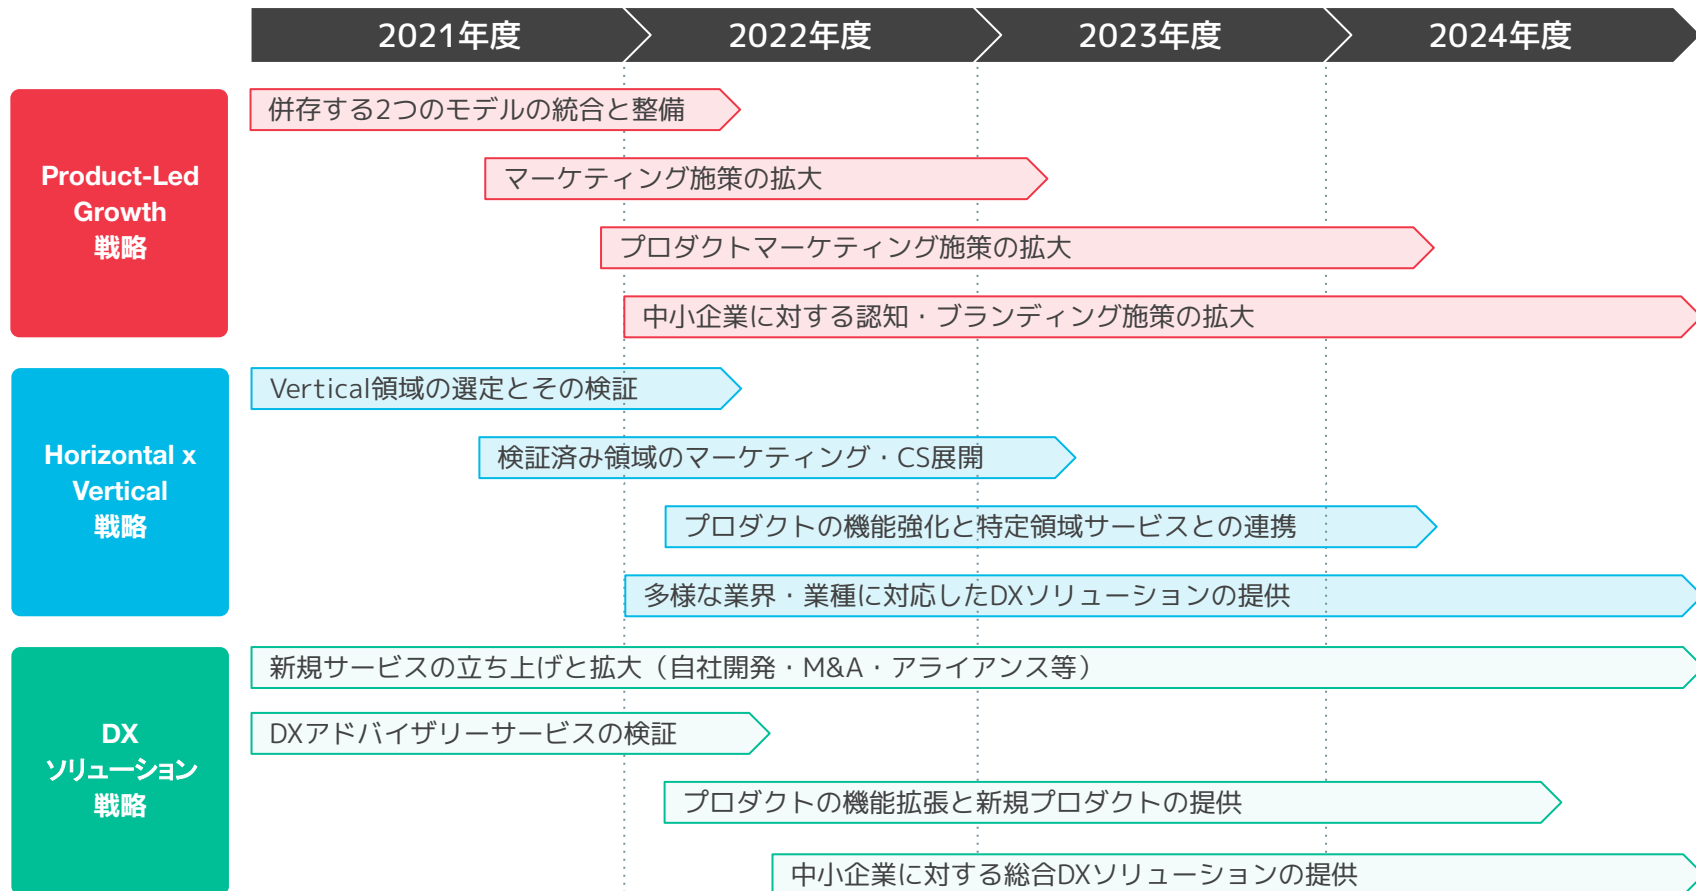 2021年度
2022年度
2023年度
2024年度
Product-Led
Growth
戦略
併存する2つのモデルの統合と整備
マーケティング施策の拡大
プロダクトマーケティング施策の拡大
中小企業に対する認知・ブランディング施策の拡大
Horizontal x
Vertical
戦略
Vertical領域の選定とその検証
検証済み領域のマーケティング・CS展開
プロダクトの機能強化と特定領域サービスとの連携
多様な業界・業種に対応したDXソリューションの提供
DX
ソリューション
戦略
新規サービスの立ち上げと拡大（自社開発・M&A・アライアンス等）
DXアドバイザリーサービスの検証
プロダクトの機能拡張と新規プロダクトの提供
中小企業に対する総合DXソリューションの提供